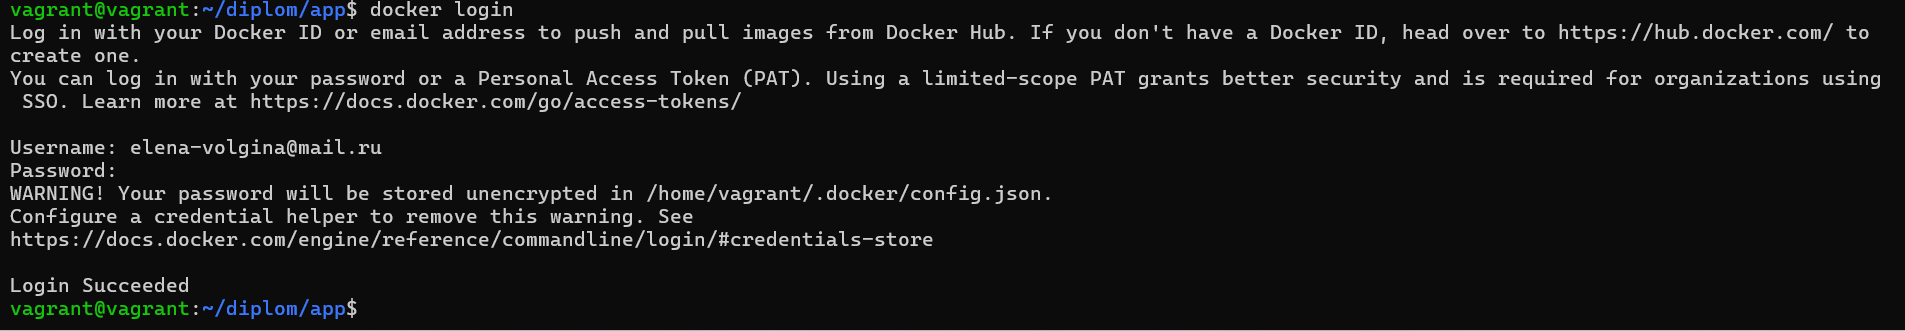 vagrant@vagrant:~/diplom/app$ docker login
Log in with your Docker ID or email address to push and pull images from Docker Hub. If you don't have a Docker ID, head over to https://hub.docker.com/ to
create one.
You can log in with your password or a Personal Access Token (PAT). Using a limited-scope PAT grants better security and is required for organizations using
 SSO. Learn more at https://docs.docker.com/go/access-tokens/

Username: elena-volgina@mail.ru
Password:
WARNING! Your password will be stored unencrypted in /home/vagrant/.docker/config.json.
Configure a credential helper to remove this warning. See
https://docs.docker.com/engine/reference/commandline/login/#credentials-store

Login Succeeded
vagrant@vagrant:~/diplom/app$